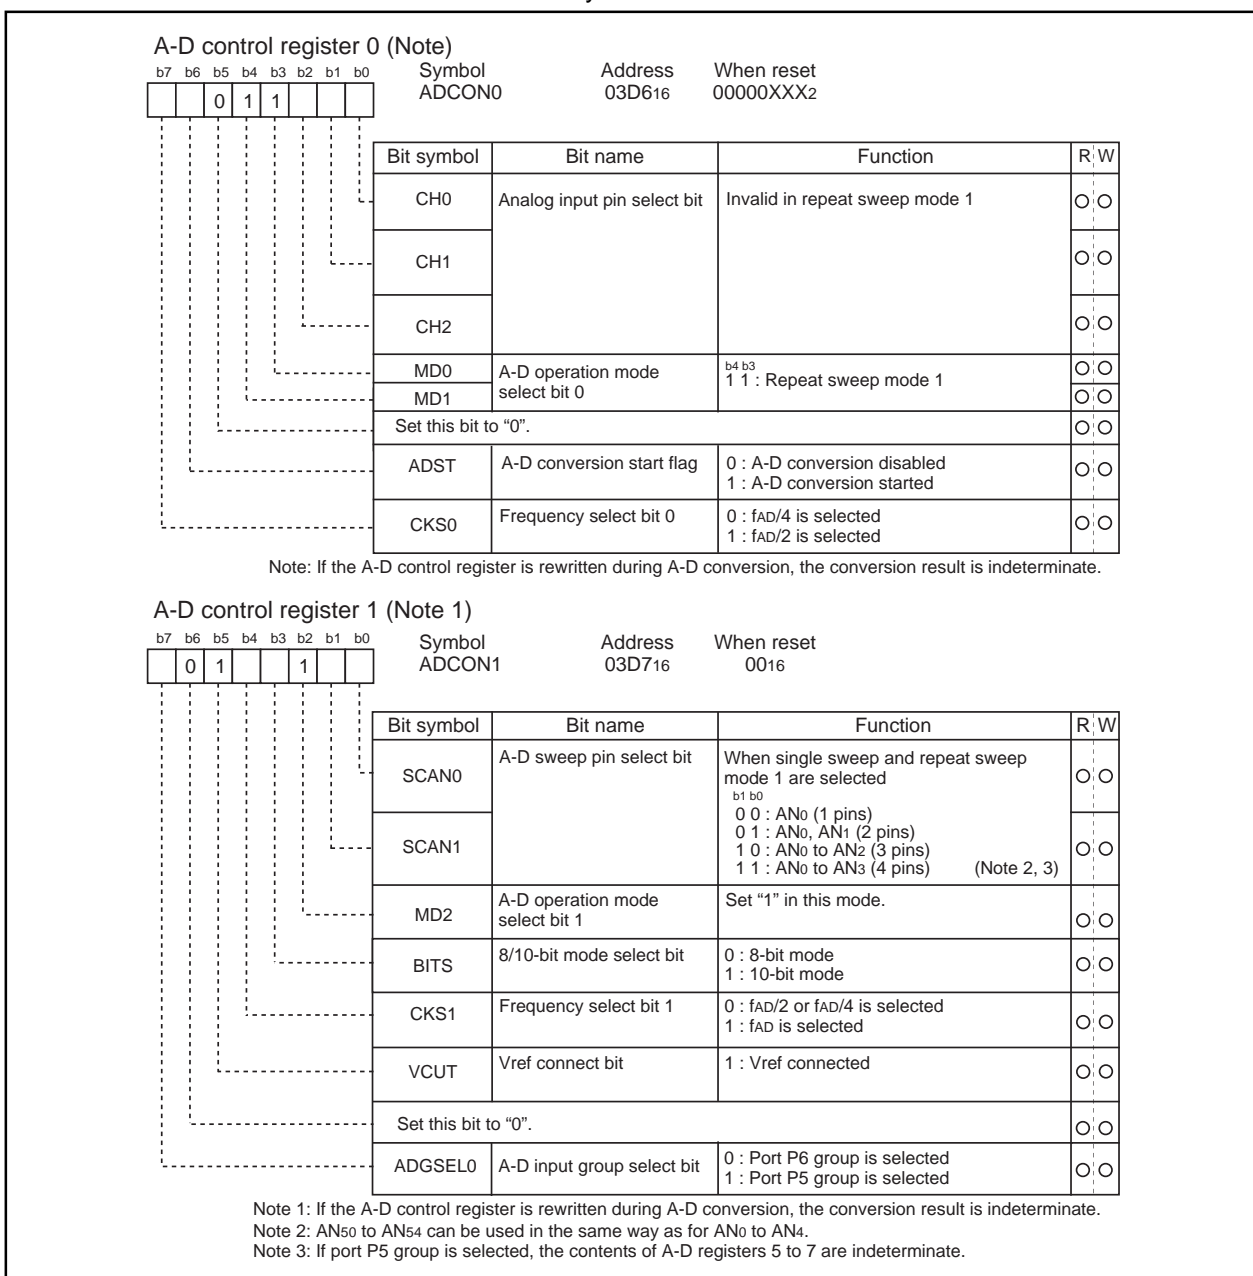 A-D control register 0 (Note)
b7 b6 b5 b4 b3 b2 b1 b0
Symbol Address When reset
ADCON0 03D616 00000XXX2
0 1 1
Bit symbol Bit name Function R W
CH0 Analog input pin select bit Invalid in repeat sweep mode 1
CH1
CH2
MD0 A-D operation mode select bit 0 b4 b3
1 1 : Repeat sweep mode 1
MD1
Set this bit to “0”.
ADST A-D conversion start flag 0 : A-D conversion disabled
1 : A-D conversion started
CKS0 Frequency select bit 0 0 : fAD/4 is selected
1 : fAD/2 is selected
Note: If the A-D control register is rewritten during A-D conversion, the conversion result is indeterminate.
A-D control register 1 (Note 1)
b7 b6 b5 b4 b3 b2 b1 b0
Symbol Address When reset
ADCON1 03D716 0016
0 1 1
Bit symbol Bit name Function R W
SCAN0 A-D sweep pin select bit When single sweep and repeat sweep
mode 1 are selected
b1 b0
0 0 : AN0 (1 pins)
0 1 : AN0, AN1 (2 pins)
SCAN1 1 0 : AN0 to AN2 (3 pins)
1 1 : AN0 to AN3 (4 pins) (Note 2, 3)
MD2 A-D operation mode select bit 1 Set “1” in this mode.
BITS 8/10-bit mode select bit 0 : 8-bit mode
1 : 10-bit mode
CKS1 Frequency select bit 1 0 : fAD/2 or fAD/4 is selected
1 : fAD is selected
VCUT Vref connect bit 1 : Vref connected
Set this bit to “0”.
ADGSEL0 A-D input group select bit 0 : Port P6 group is selected
1 : Port P5 group is selected
Note 1: If the A-D control register is rewritten during A-D conversion, the conversion result is indeterminate.
Note 2: AN50 to AN54 can be used in the same way as for AN0 to AN4.
Note 3: If port P5 group is selected, the contents of A-D registers 5 to 7 are indeterminate.